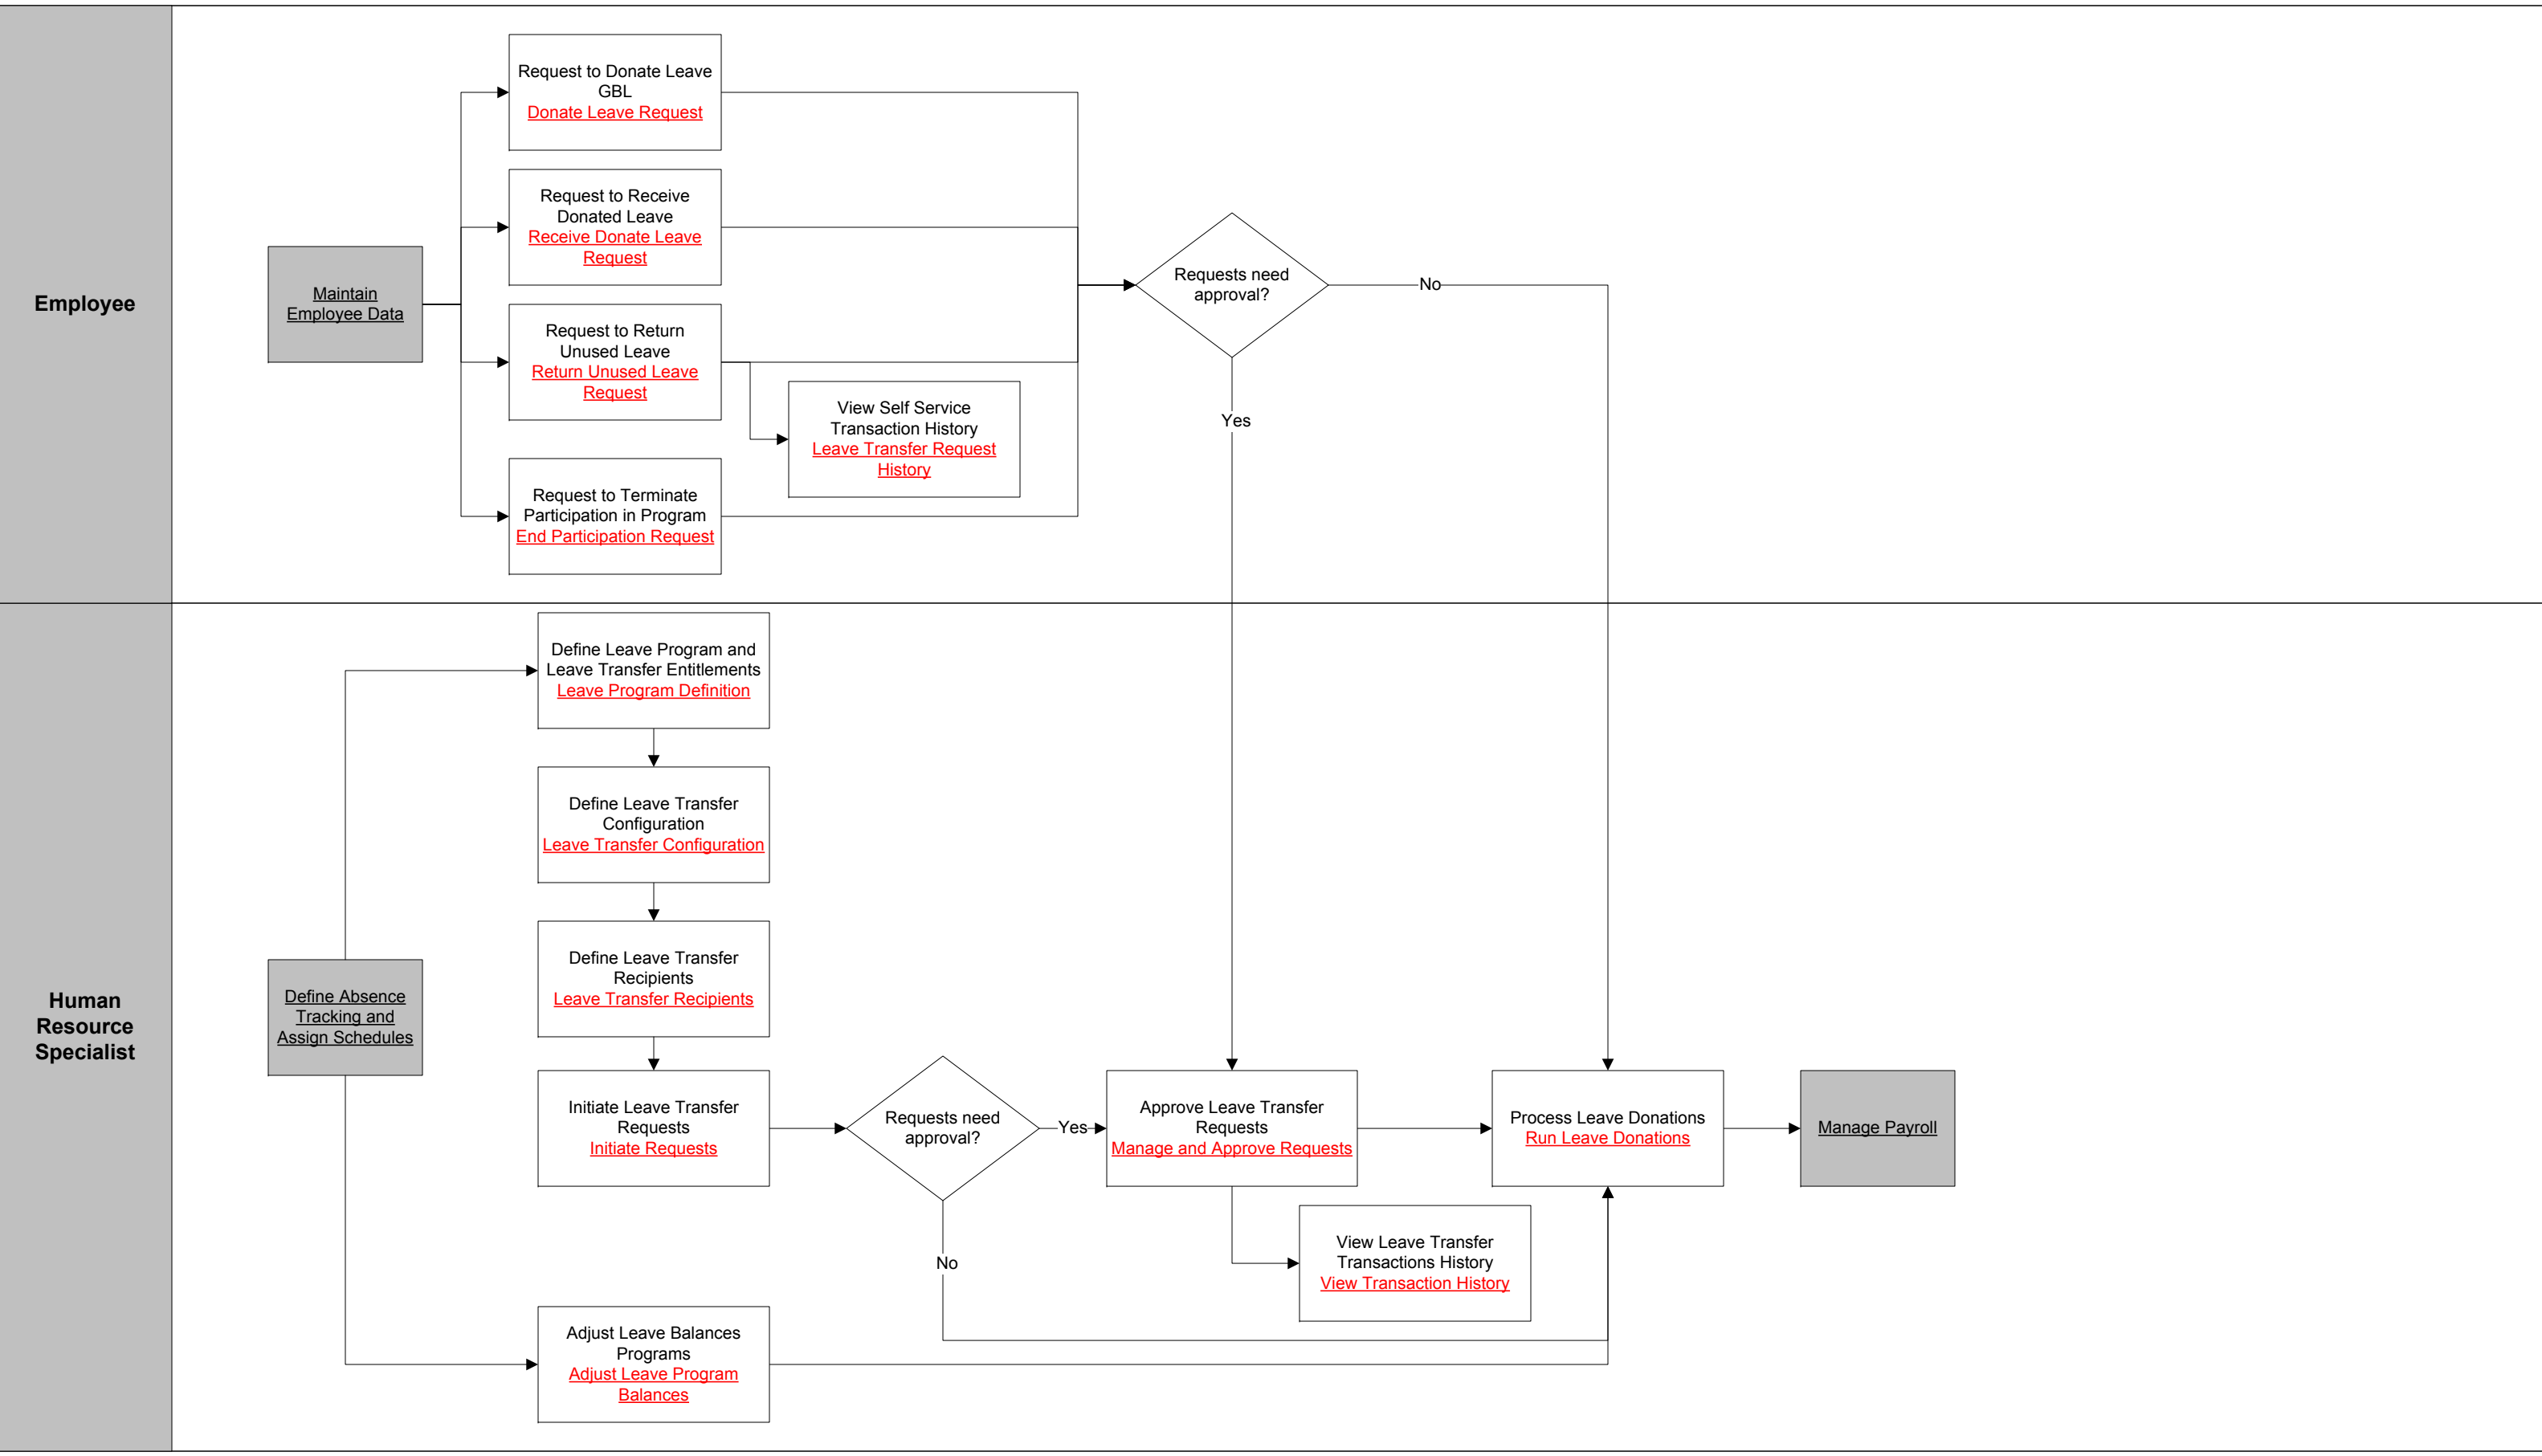 Employee
Maintain
Employee Data
Request to Donate Leave
GBL
Donate Leave Request
Request to Receive
Donated Leave
Receive Donate Leave
Request
Request to Return
Unused Leave
Return Unused Leave
Request
View Self Service
Transaction History
Leave Transfer Request
History
Request to Terminate
Participation in Program
End Participation Request
Requests need
approval?
No
Yes
Human
Resource
Specialist
Define Absence
Tracking and
Assign Schedules
Define Leave Program and
Leave Transfer Entitlements
Leave Program Definition
Define Leave Transfer
Configuration
Leave Transfer Configuration
Define Leave Transfer
Recipients
Leave Transfer Recipients
Initiate Leave Transfer
Requests
Initiate Requests
Requests need
approval?
Yes
No
Approve Leave Transfer
Requests
Manage and Approve Requests
View Leave Transfer
Transactions History
View Transaction History
Process Leave Donations
Run Leave Donations
Manage Payroll
Adjust Leave Balances
Programs
Adjust Leave Program
Balances